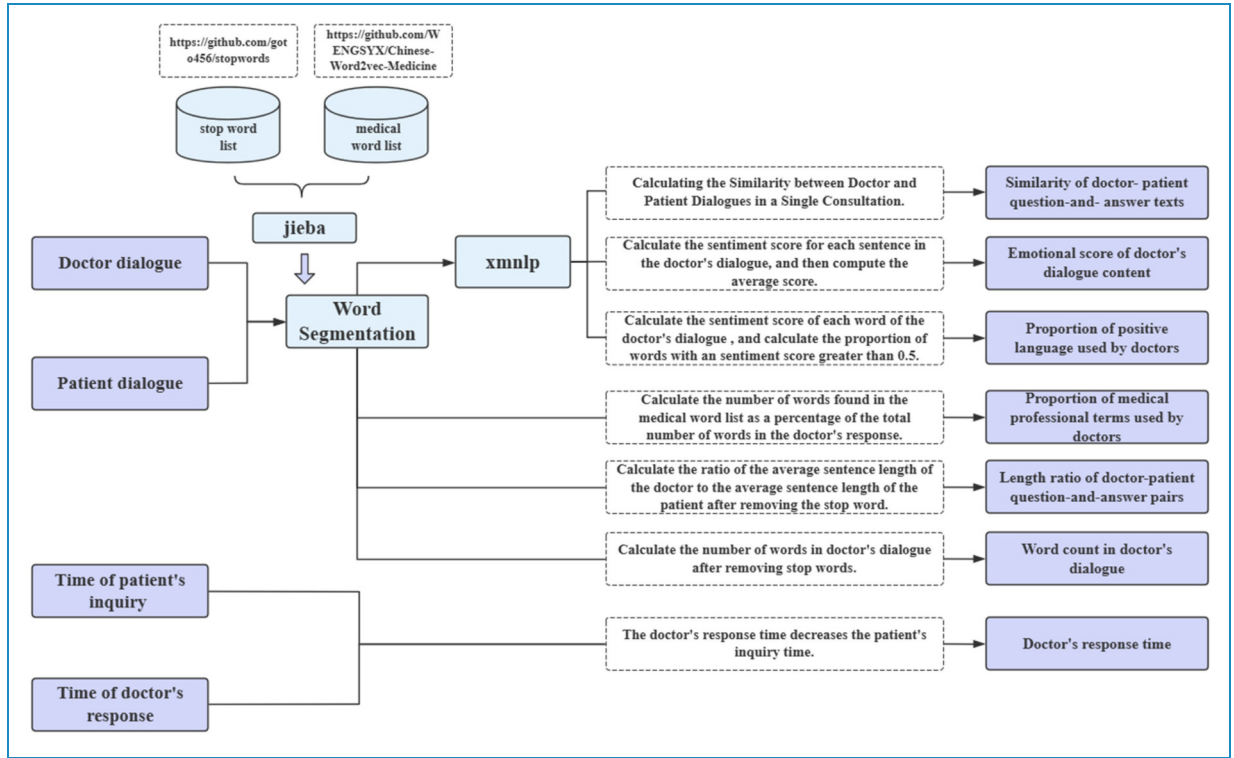 https://github.com/got
o456/stopwords
https://github.com/W
ENGSYX/Chinese-
Word2vec-Medicine
stop word
list
medical
word list
jieba
Doctor dialogue
Patient dialogue
Word
Segmentation
xmnlp
Calculating the Similarity between Doctor and
Patient Dialogues in a Single Consultation.
Similarity of doctor- patient
question-and- answer texts
Calculate the sentiment score for each sentence in
the doctor's dialogue, and then compute the
average score.
Emotional score of doctor's
dialogue content
Calculate the sentiment score of each word of the
doctor's dialogue , and calculate the proportion of
words with an sentiment score greater than 0.5.
Proportion of positive
language used by doctors
Calculate the number of words found in the
medical word list as a percentage of the total
number of words in the doctor's response.
Proportion of medical
professional terms used by
doctors
Calculate the ratio of the average sentence length of
the doctor to the average sentence length of the
patient after removing the stop word.
Length ratio of doctor-patient
question-and-answer pairs
Calculate the number of words in doctor's dialogue
after removing stop words.
Word count in doctor's
dialogue
Time of patient's
inquiry
Time of doctor's
response
The doctor's response time decreases the patient's
inquiry time.
Doctor's response time